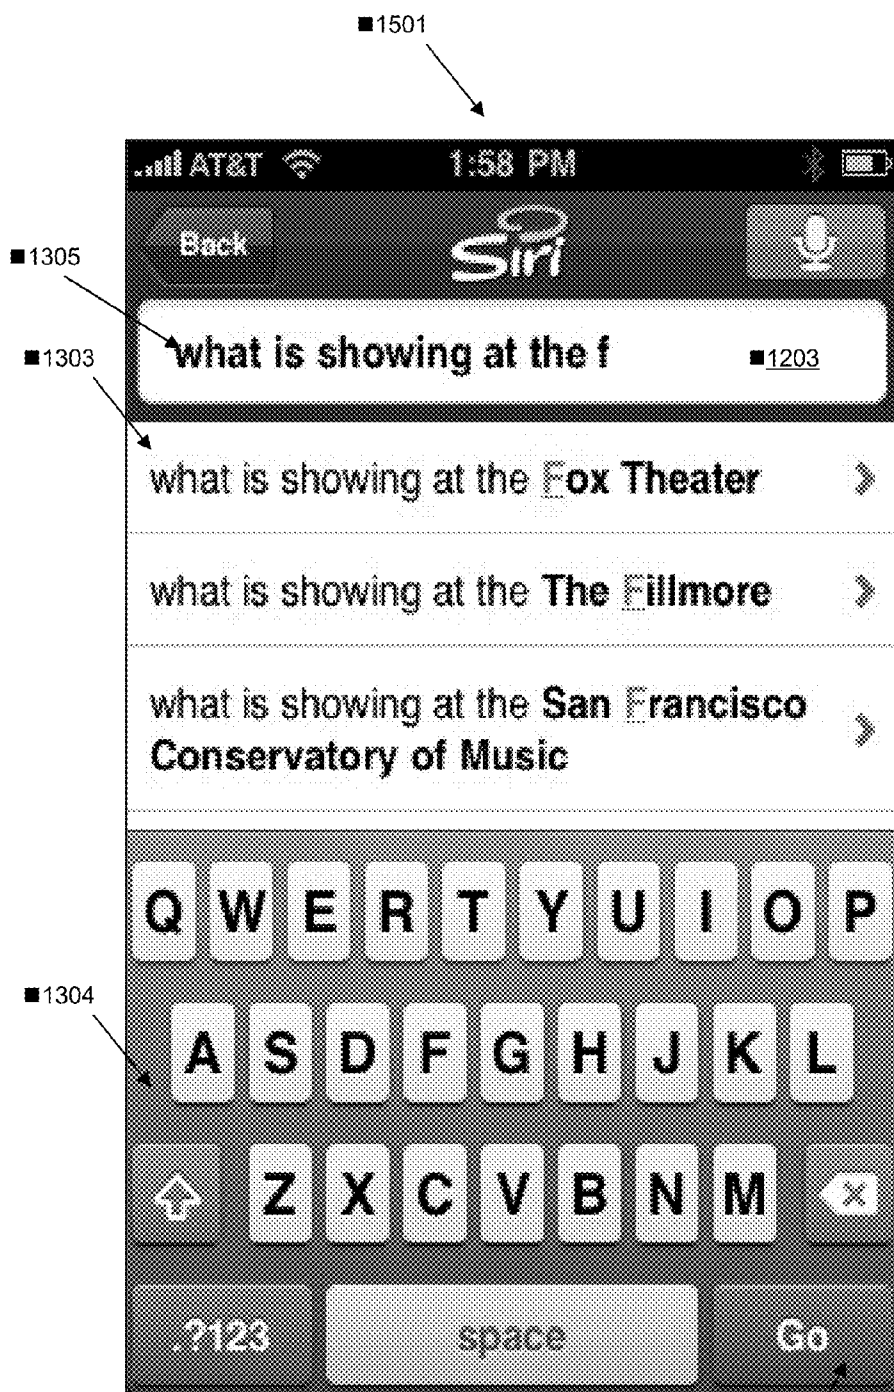 ■1501
AT&T 1:58 PM
Back Siri
■1305
what is showing at the f ■1203
■1303
what is showing at the Fox Theater
what is showing at the The Fillmore
what is showing at the San Francisco
Conservatory of Music
Q W E R T Y U I O P
■1304
A S D F G H J K L
Z X C V B N M
.?123 space Go